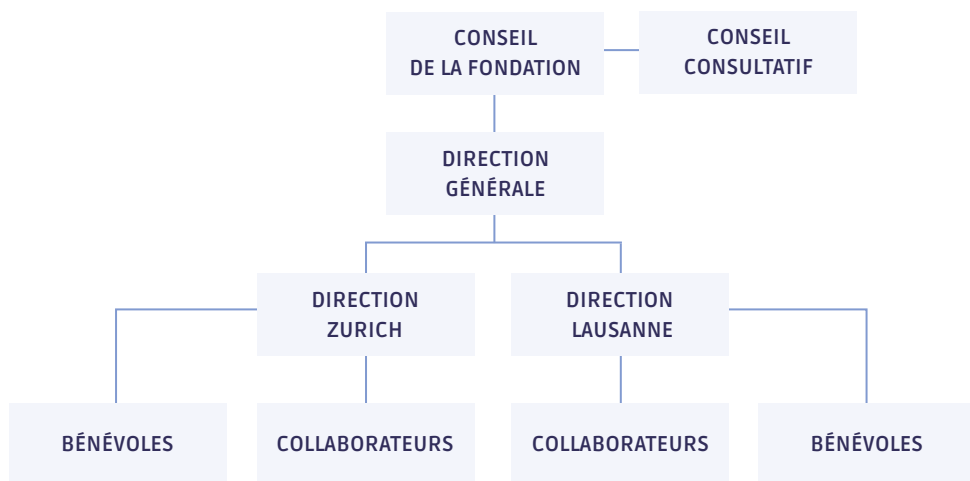 CONSEIL
DE LA FONDATION
CONSEIL
CONSULTATIF
DIRECTION
GÉNÉRALE
DIRECTION
ZURICH
DIRECTION
LAUSANNE
BÉNÉVOLES
COLLABORATEURS
COLLABORATEURS
BÉNÉVOLES